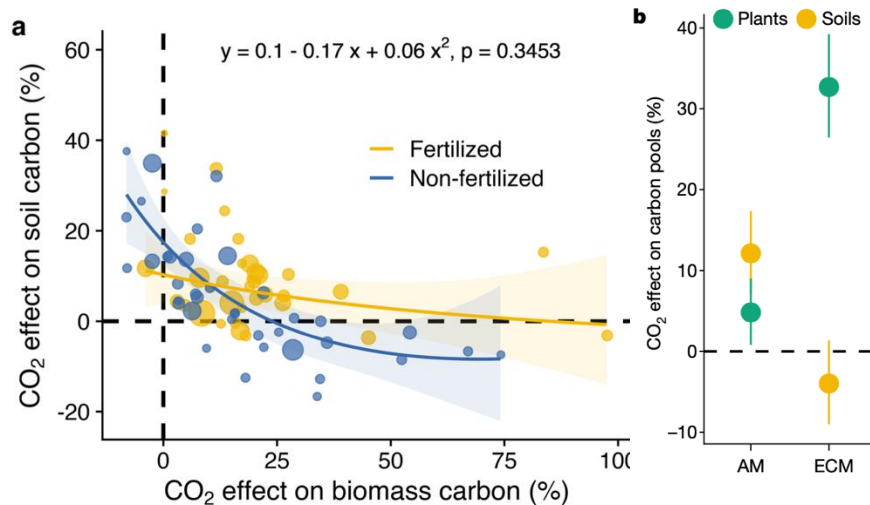 a
y = 0.1 - 0.17 x + 0.06 x², p = 0.3453
CO₂ effect on soil carbon (%)
60
40
20
0
-20
Fertilized
Non-fertilized
0
25
50
75
100
CO₂ effect on biomass carbon (%)
b
Plants
Soils
CO₂ effect on carbon pools (%)
40
30
20
10
0
−10
AM
ECM